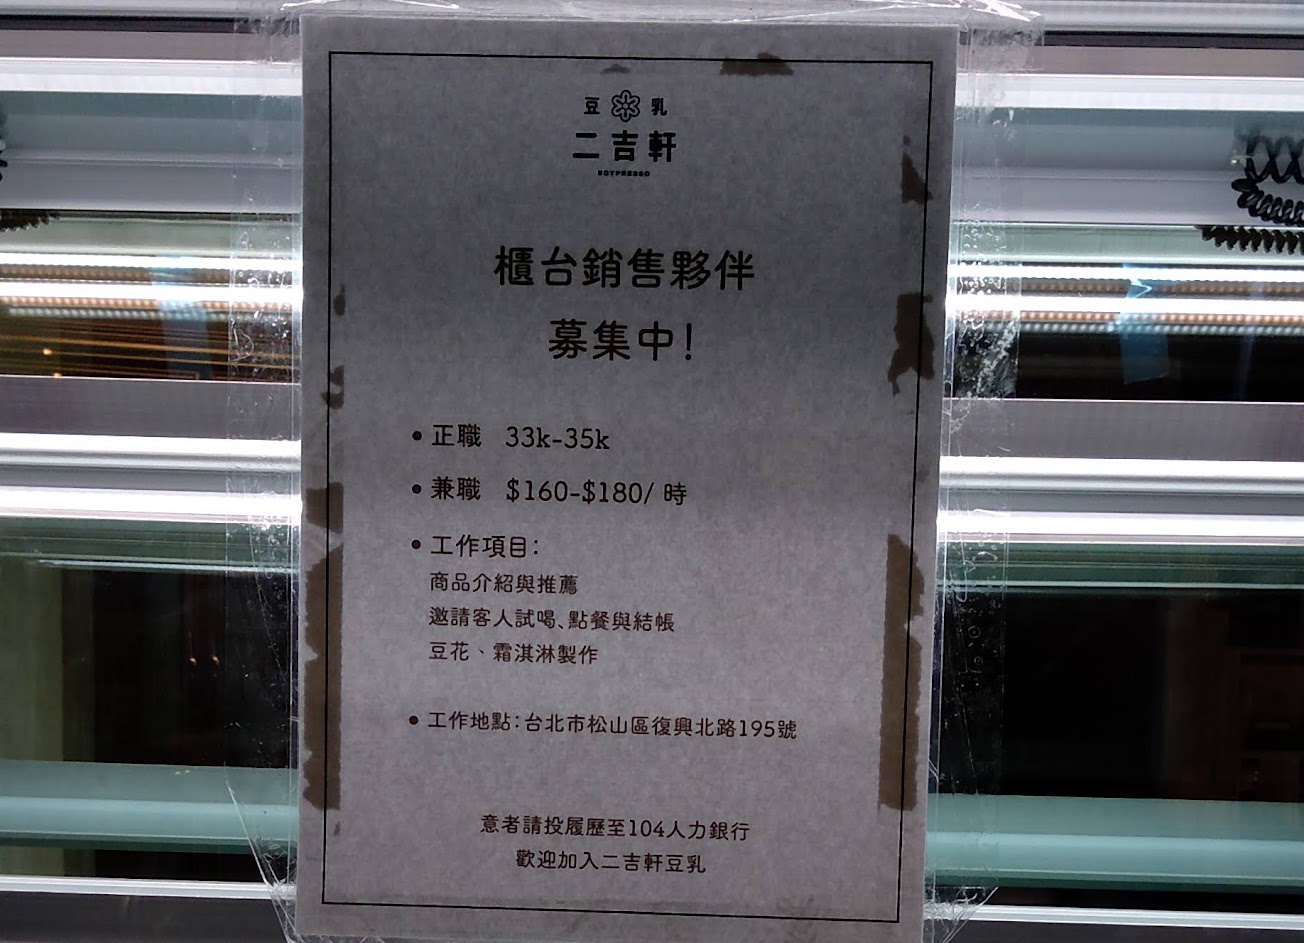 豆 乳
二吉軒
SOYPRESSO
櫃台銷售夥伴
募集中!
• 正職 33k-35k
• 兼職 $160-$180/ 時
• 工作項目:
商品介紹與推薦
邀請客人試喝、點餐與結帳
豆花、霜淇淋製作
• 工作地點:台北市松山區復興北路195號
意者請投履歷至104人力銀行
歡迎加入二吉軒豆乳